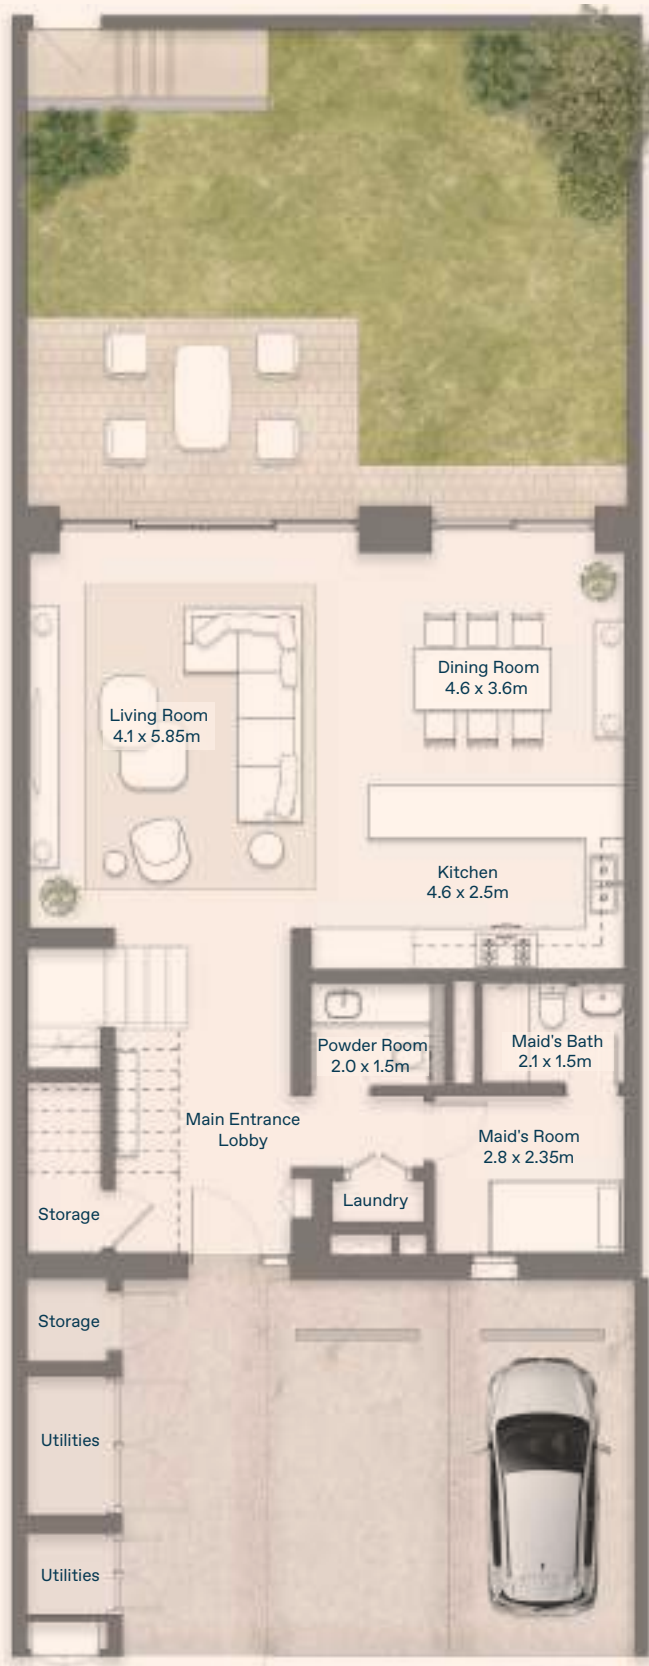 Dining Room
4.6 x 3.6m
Living Room
4.1 x 5.85m
Kitchen
4.6 x 2.5m
Powder Room
2.0 x 1.5m
Maid's Bath
2.1 x 1.5m
Main Entrance
Lobby
Maid's Room
2.8 x 2.35m
Laundry
Storage
Storage
Utilities
Utilities